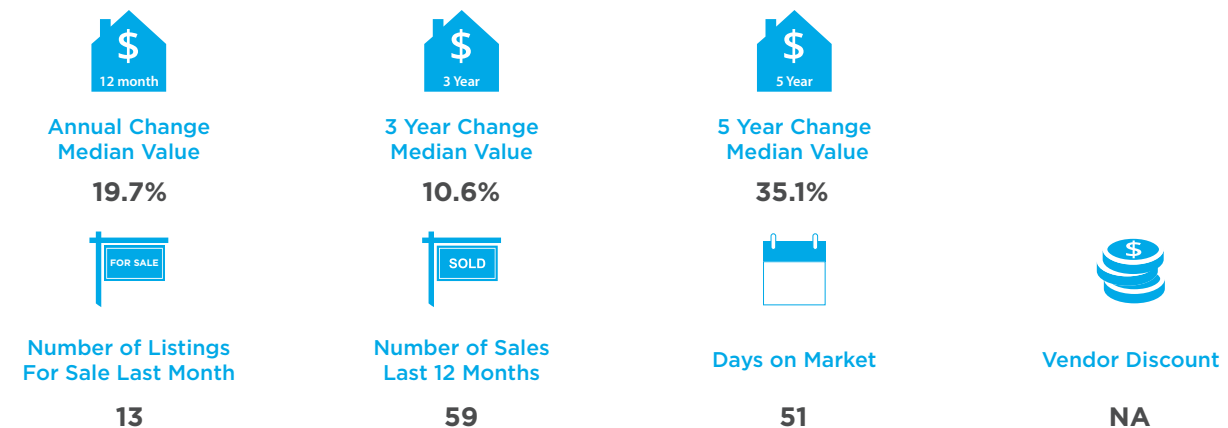 $ $ $
12 month 3 Year 5 Year
Annual Change 3 Year Change 5 Year Change
Median Value Median Value Median Value
19.7% 10.6% 35.1%
FOR SALE SOLD $
Number of Listings Number of Sales
For Sale Last Month Last 12 Months Days on Market Vendor Discount
13 59 51 NA